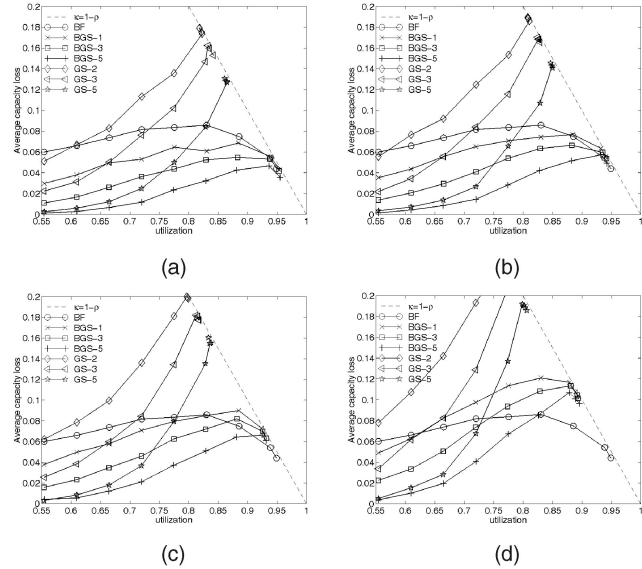 0.2
0.18
0.16
0.14
0.12
0.1
0.08
0.06
0.04
0.02
0
Average capacity loss
κ=1-ρ
BF
BGS-1
BGS-3
BGS-5
GS-2
GS-3
GS-5
0.55 0.6 0.65 0.7 0.75 0.8 0.85 0.9 0.95 1
utilization
(a)
0.2
0.18
0.16
0.14
0.12
0.1
0.08
0.06
0.04
0.02
0
Average capacity loss
κ=1-ρ
BF
BGS-1
BGS-3
BGS-5
GS-2
GS-3
GS-5
0.55 0.6 0.65 0.7 0.75 0.8 0.85 0.9 0.95 1
utilization
(b)
0.2
0.18
0.16
0.14
0.12
0.1
0.08
0.06
0.04
0.02
0
Average capacity loss
κ=1-ρ
BF
BGS-1
BGS-3
BGS-5
GS-2
GS-3
GS-5
0.55 0.6 0.65 0.7 0.75 0.8 0.85 0.9 0.95 1
utilization
(c)
0.2
0.18
0.16
0.14
0.12
0.1
0.08
0.06
0.04
0.02
0
Average capacity loss
κ=1-ρ
BF
BGS-1
BGS-3
BGS-5
GS-2
GS-3
GS-5
0.55 0.6 0.65 0.7 0.75 0.8 0.85 0.9 0.95 1
utilization
(d)